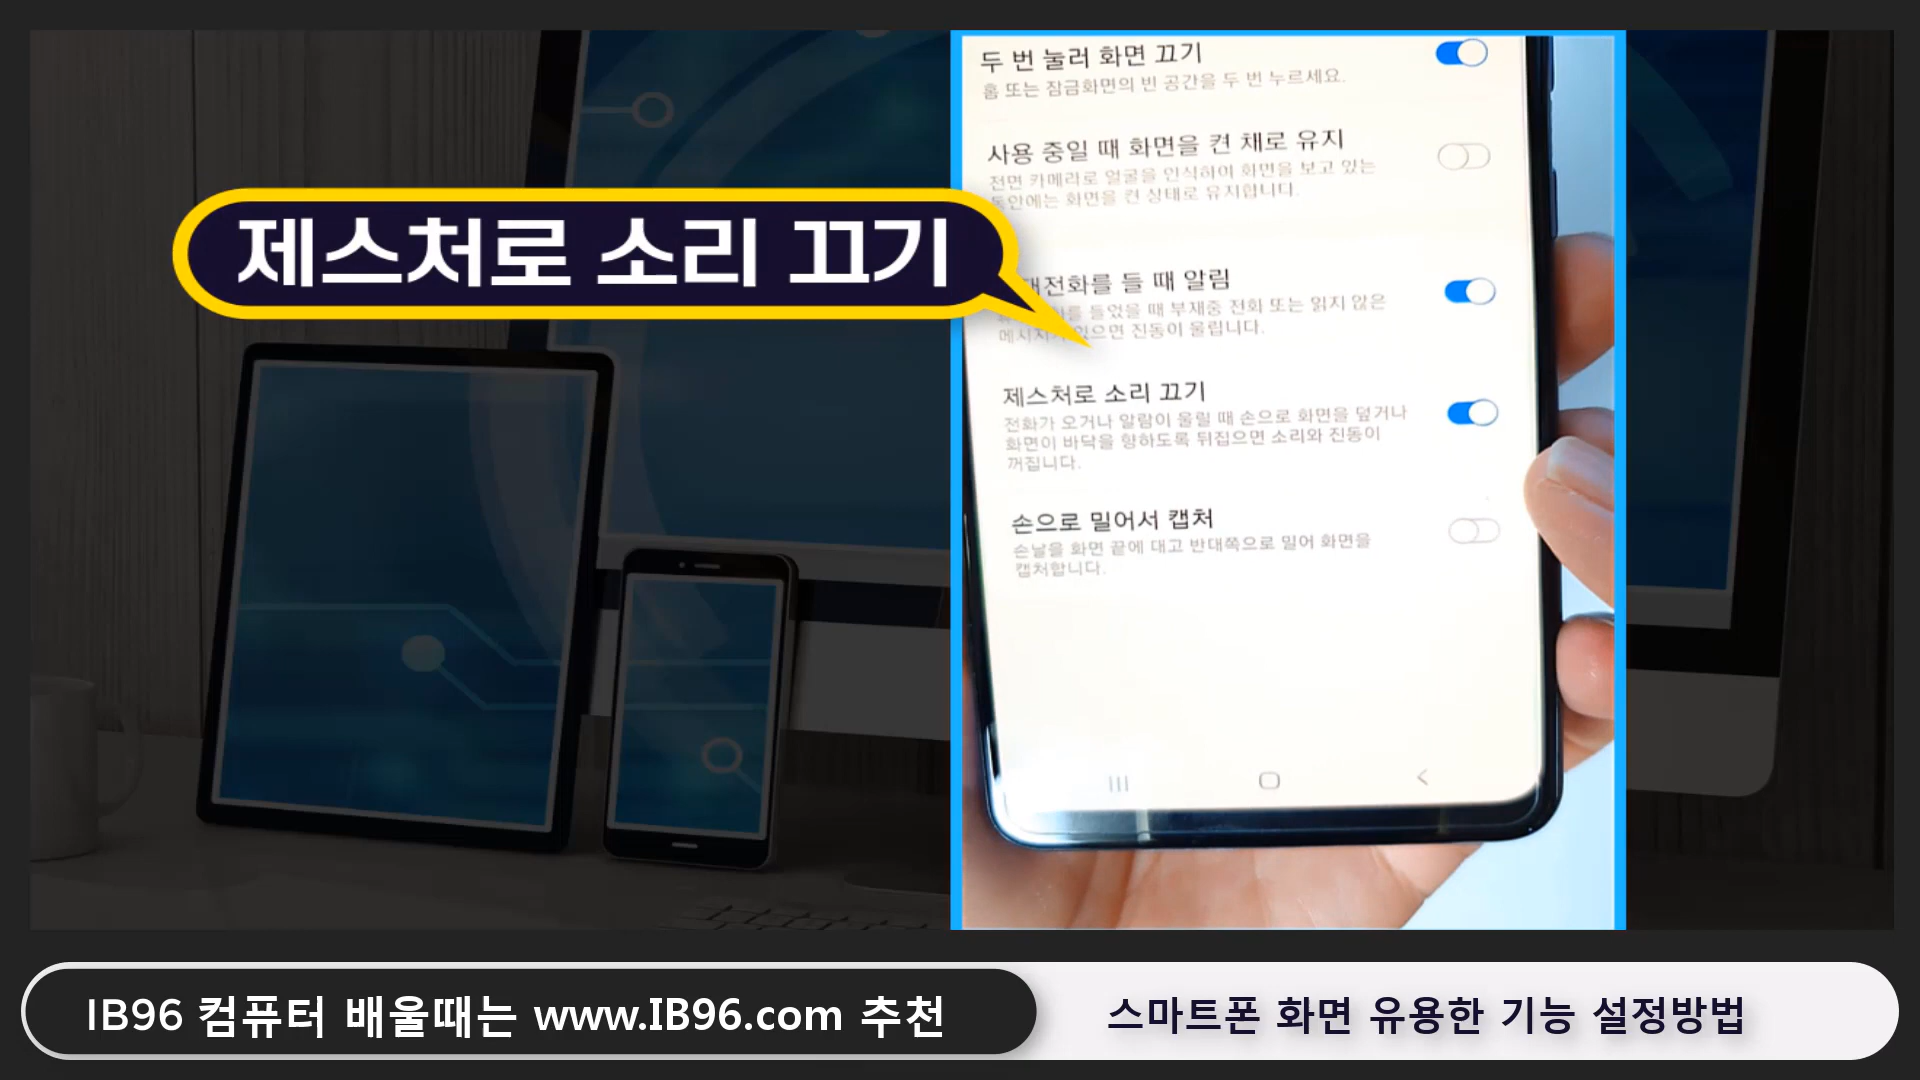 두 번 눌러 화면 끄기
홈 또는 잠금화면의 빈 공간을 두 번 누르세요.
사용 중일 때 화면을 켠 채로 유지
전면 카메라로 얼굴을 인식하여 화면을 보고 있는
동안에는 화면을 켠 상태로 유지합니다.
제스처로 소리 끄기
들 때 알림
들었을 때 부재중 전화 또는 읽지 않은
있으면 진동이 울립니다.
제스처로 소리 끄기
전화가 오거나 알람이 울릴 때 손으로 화면을 덮거나
화면이 바닥을 향하도록 뒤집으면 소리와 진동이
꺼집니다.
손으로 밀어서 캡처
손날을 화면 끝에 대고 반대쪽으로 밀어 화면을
캡처합니다.
IB96 컴퓨터 배울때는 www.IB96.com 추천
스마트폰 화면 유용한 기능 설정방법